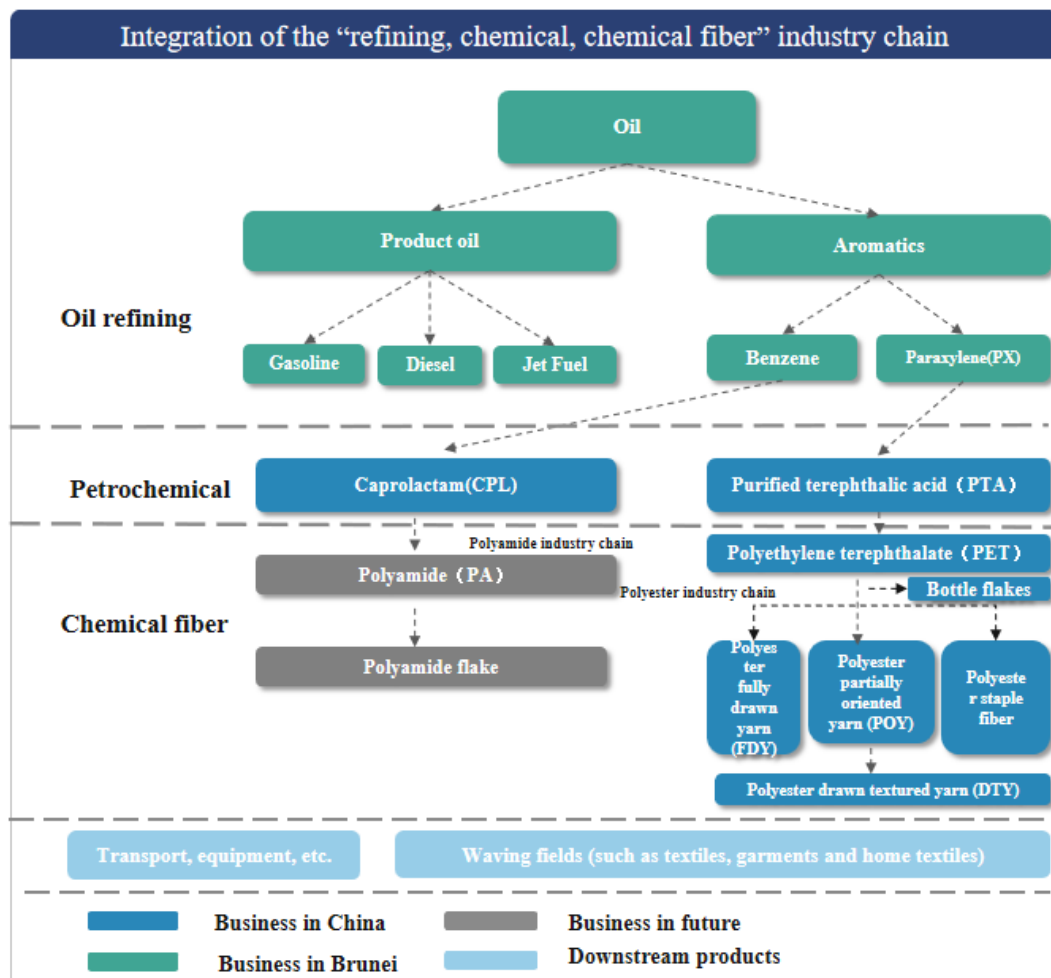 Integration of the “refining, chemical, chemical fiber” industry chain
Oil
Product oil
Aromatics
Oil refining
Gasoline
Diesel
Jet Fuel
Benzene
Paraxylene(PX)
Petrochemical
Caprolactam(CPL)
Purified terephthalic acid（PTA）
Polyamide industry chain
Polyethylene terephthalate（PET）
Polyamide（PA）
Polyester industry chain
Bottle flakes
Chemical fiber
Polyamide flake
Polyes
ter
fully
drawn
yarn
(FDY)
Polyester
partially
oriented
yarn (POY)
Polyeste
r staple
fiber
Polyester drawn textured yarn (DTY)
Transport, equipment, etc.
Waving fields (such as textiles, garments and home textiles)
Business in China
Business in future
Business in Brunei
Downstream products